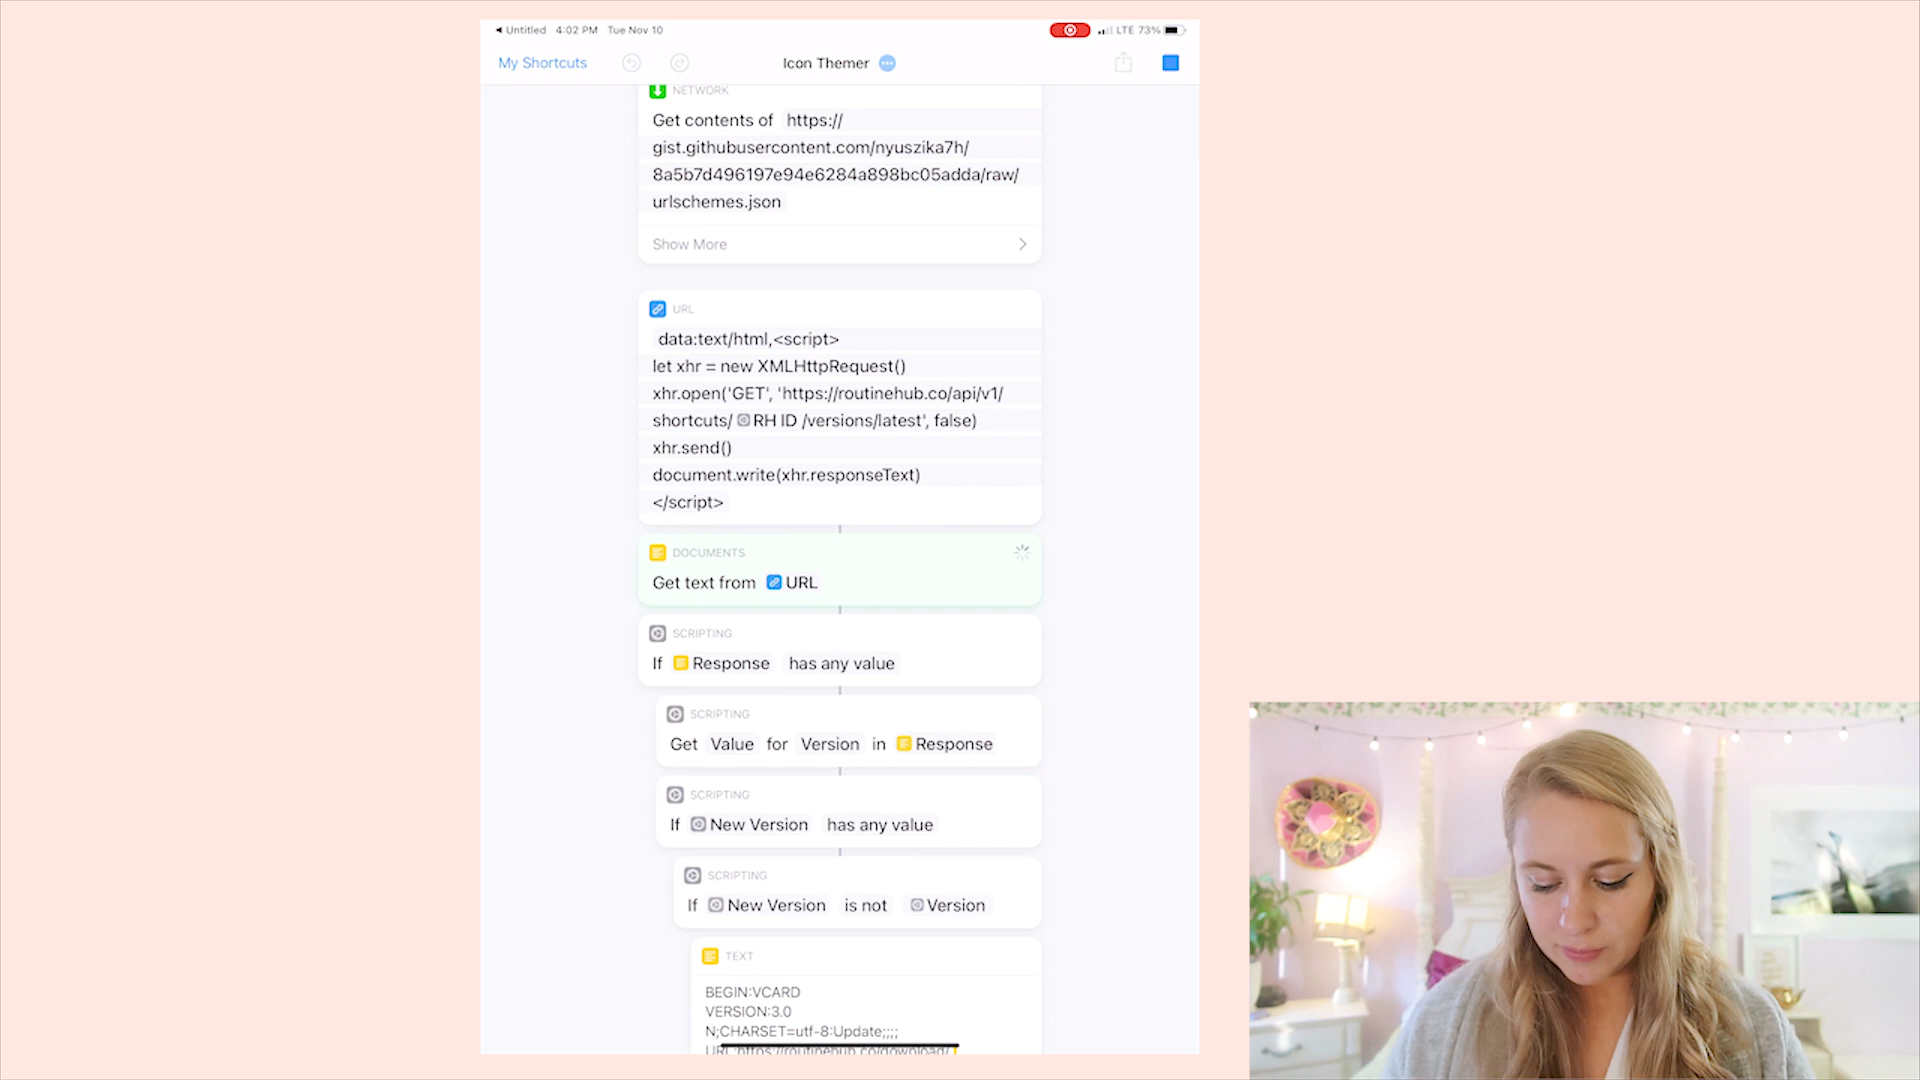 Untitled 4:02 PM Tue Nov 10 LTE 73%
My Shortcuts Icon Themer
NETWORK
Get contents of https://
gist.githubusercontent.com/nyuszika7h/
8a5b7d496197e94e6284a898bc05adda/raw/
urlschemes.json
Show More
URL
data:text/html,<script>
let xhr = new XMLHttpRequest()
xhr.open('GET', 'https://routinehub.co/api/v1/
shortcuts/ RH ID /versions/latest', false)
xhr.send()
document.write(xhr.responseText)
</script>
DOCUMENTS
Get text from URL
SCRIPTING
If Response has any value
SCRIPTING
Get Value for Version in Response
SCRIPTING
If New Version has any value
SCRIPTING
If New Version is not Version
TEXT
BEGIN:VCARD
VERSION:3.0
N;CHARSET=utf-8:Update;;;;
URL:https://routinehub.co/download/